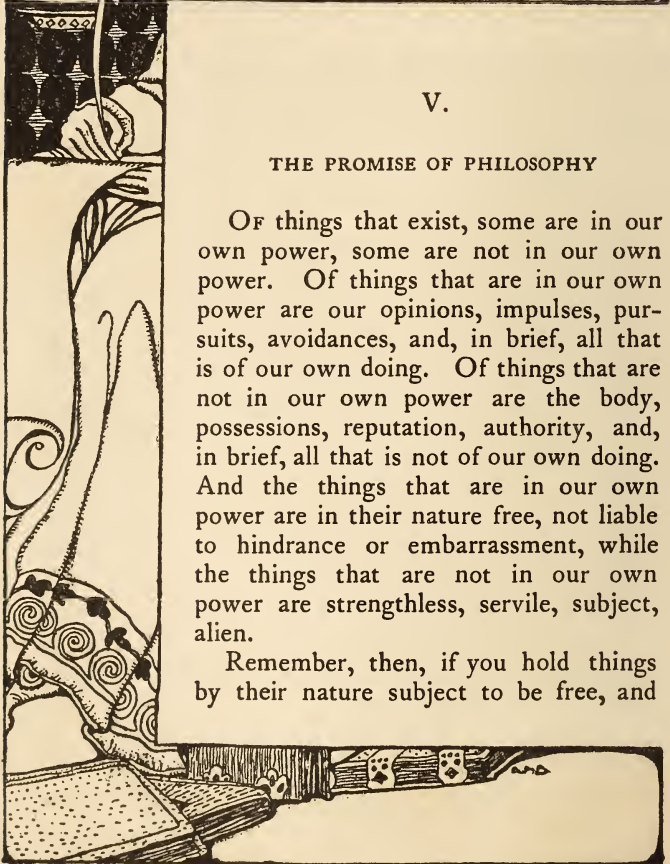 V.
THE PROMISE OF PHILOSOPHY
OF things that exist, some are in our
own power, some are not in our own
power. Of things that are in our own
power are our opinions, impulses, pur-
suits, avoidances, and, in brief, all that
is of our own doing. Of things that are
not in our own power are the body,
possessions, reputation, authority, and,
in brief, all that is not of our own doing.
And the things that are in our own
power are in their nature free, not liable
to hindrance or embarrassment, while
the things that are not in our own
power are strengthless, servile, subject,
alien.
Remember, then, if you hold things
by their nature subject to be free, and